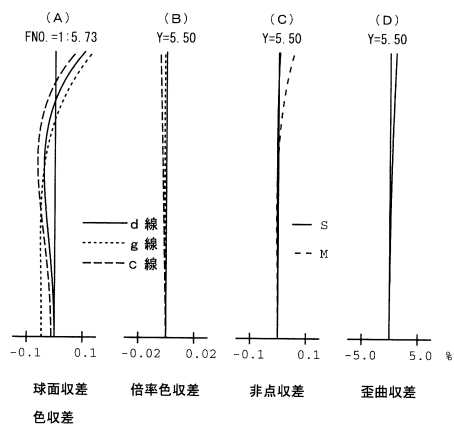 (A)
FNO.=1:5.73
(B)
Y=5.50
(C)
Y=5.50
(D)
Y=5.50
d 線
g 線
C 線
S
M
-0.1 0.1
-0.02 0.02
-0.1 0.1
-5.0 5.0 %
球面収差
色収差
倍率色収差
非点収差
歪曲収差